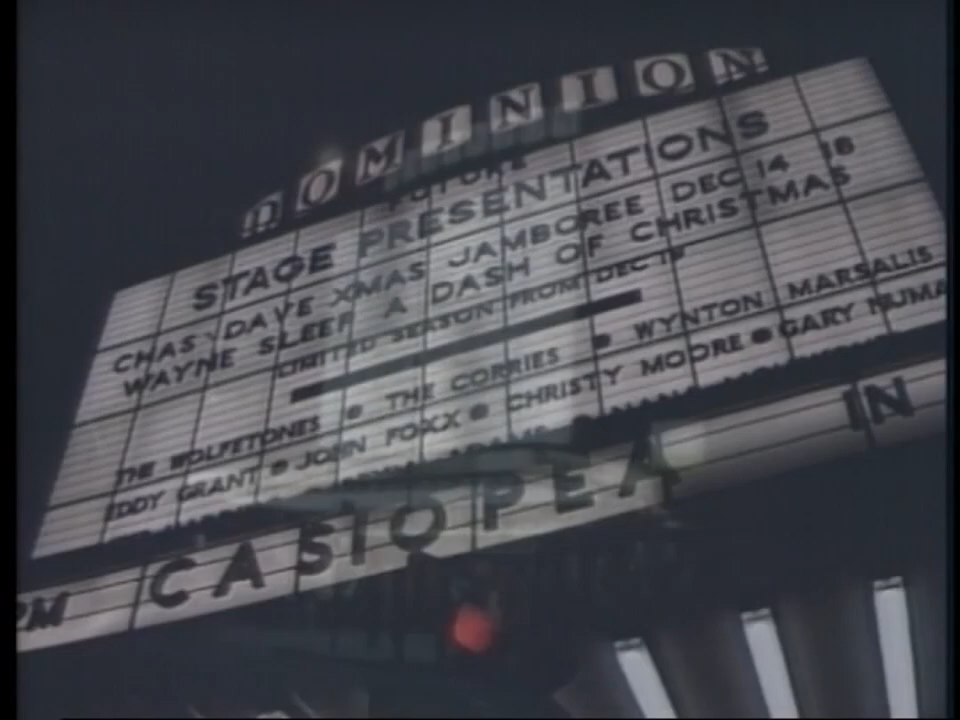 DOMINION
FUTURE
STAGE PRESENTATIONS
CHAS DAVE XMAS JAMBOREE DEC 14 18
WAYNE SLEEP A DASH OF CHRISTMAS
LIMITED SEASON FROM DEC 19
THE WOLFETONES • THE CORRIES • WYNTON MARSALIS
EDDY GRANT • JOHN FOXX • CHRISTY MOORE • GARY NUMA
PM CASIOPEA IN